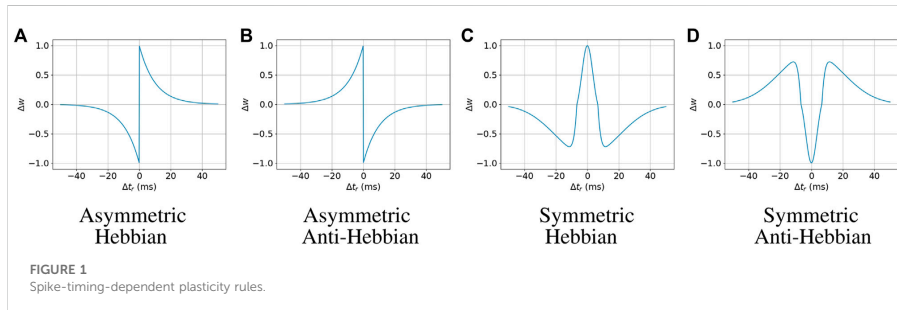 A
B
C
D
1.0
0.5
0.0
−0.5
−1.0
Δw
−40 −20 0 20 40
Δtr (ms)
1.0
0.5
0.0
−0.5
−1.0
Δw
−40 −20 0 20 40
Δtr (ms)
1.0
0.5
0.0
−0.5
−1.0
Δw
−40 −20 0 20 40
Δtr (ms)
1.0
0.5
0.0
−0.5
−1.0
Δw
−40 −20 0 20 40
Δtr (ms)
Asymmetric
Hebbian
Asymmetric
Anti-Hebbian
Symmetric
Hebbian
Symmetric
Anti-Hebbian
FIGURE 1
Spike-timing-dependent plasticity rules.